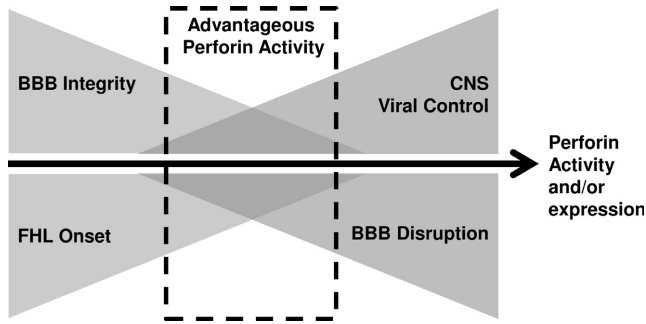 Advantageous
Perforin Activity
BBB Integrity
CNS
Viral Control
Perforin
Activity
and/or
expression
FHL Onset
BBB Disruption